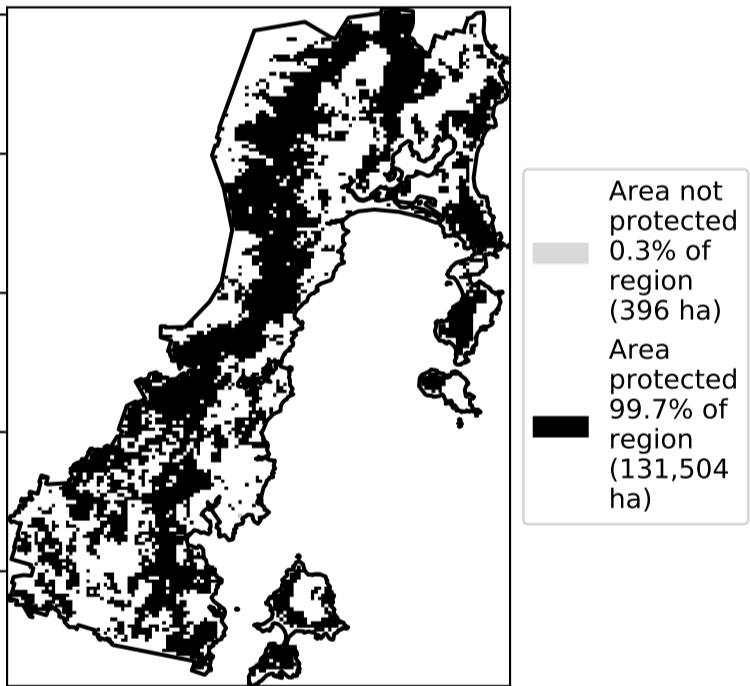 Area not
protected
0.3% of
region
(396 ha)
Area
protected
99.7% of
region
(131,504
ha)